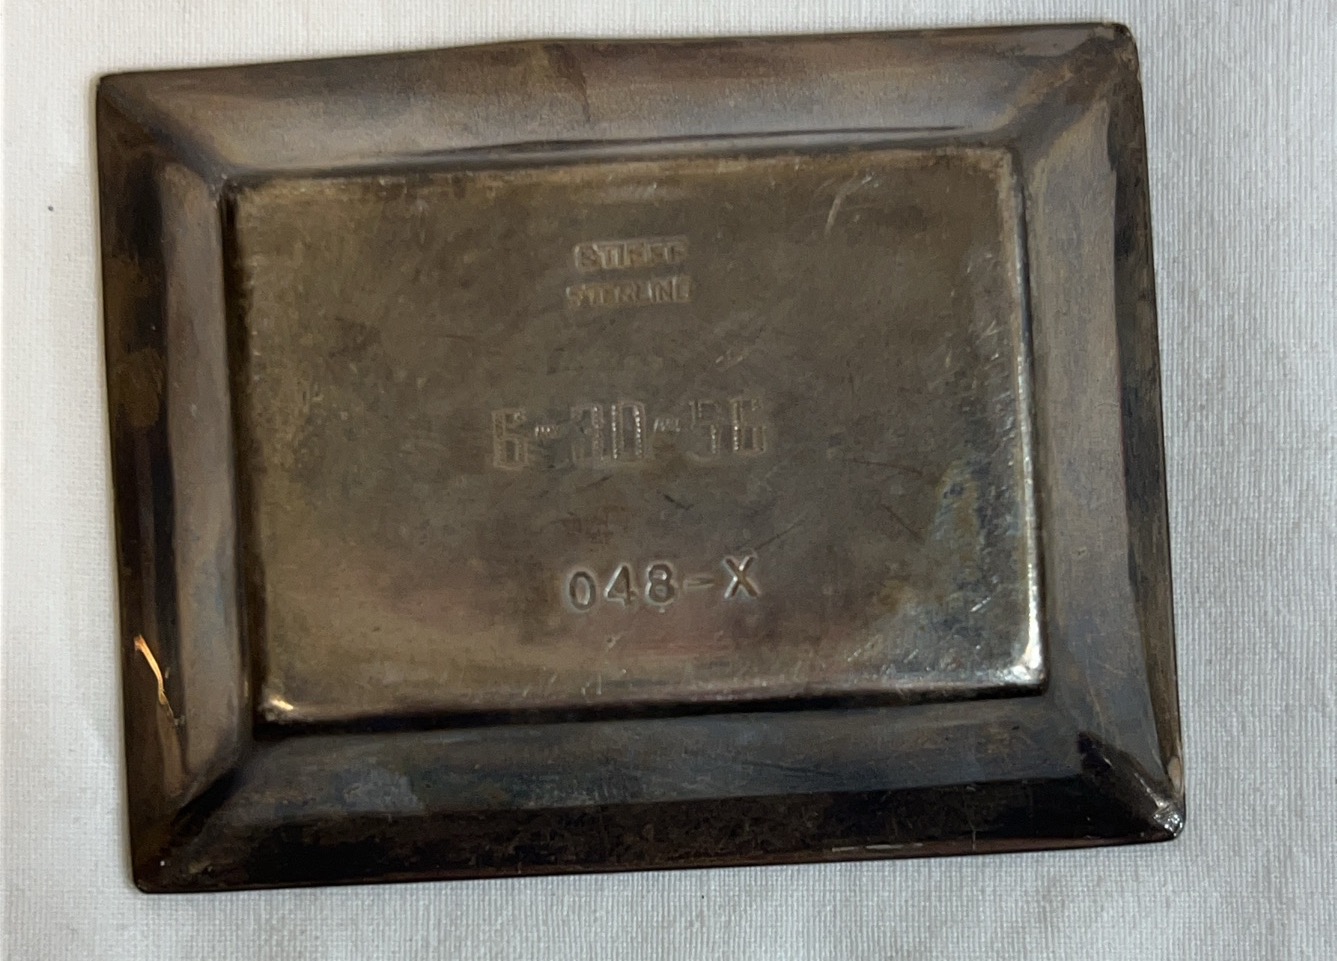 STIEFF
STERLING
6-30-56
048-X